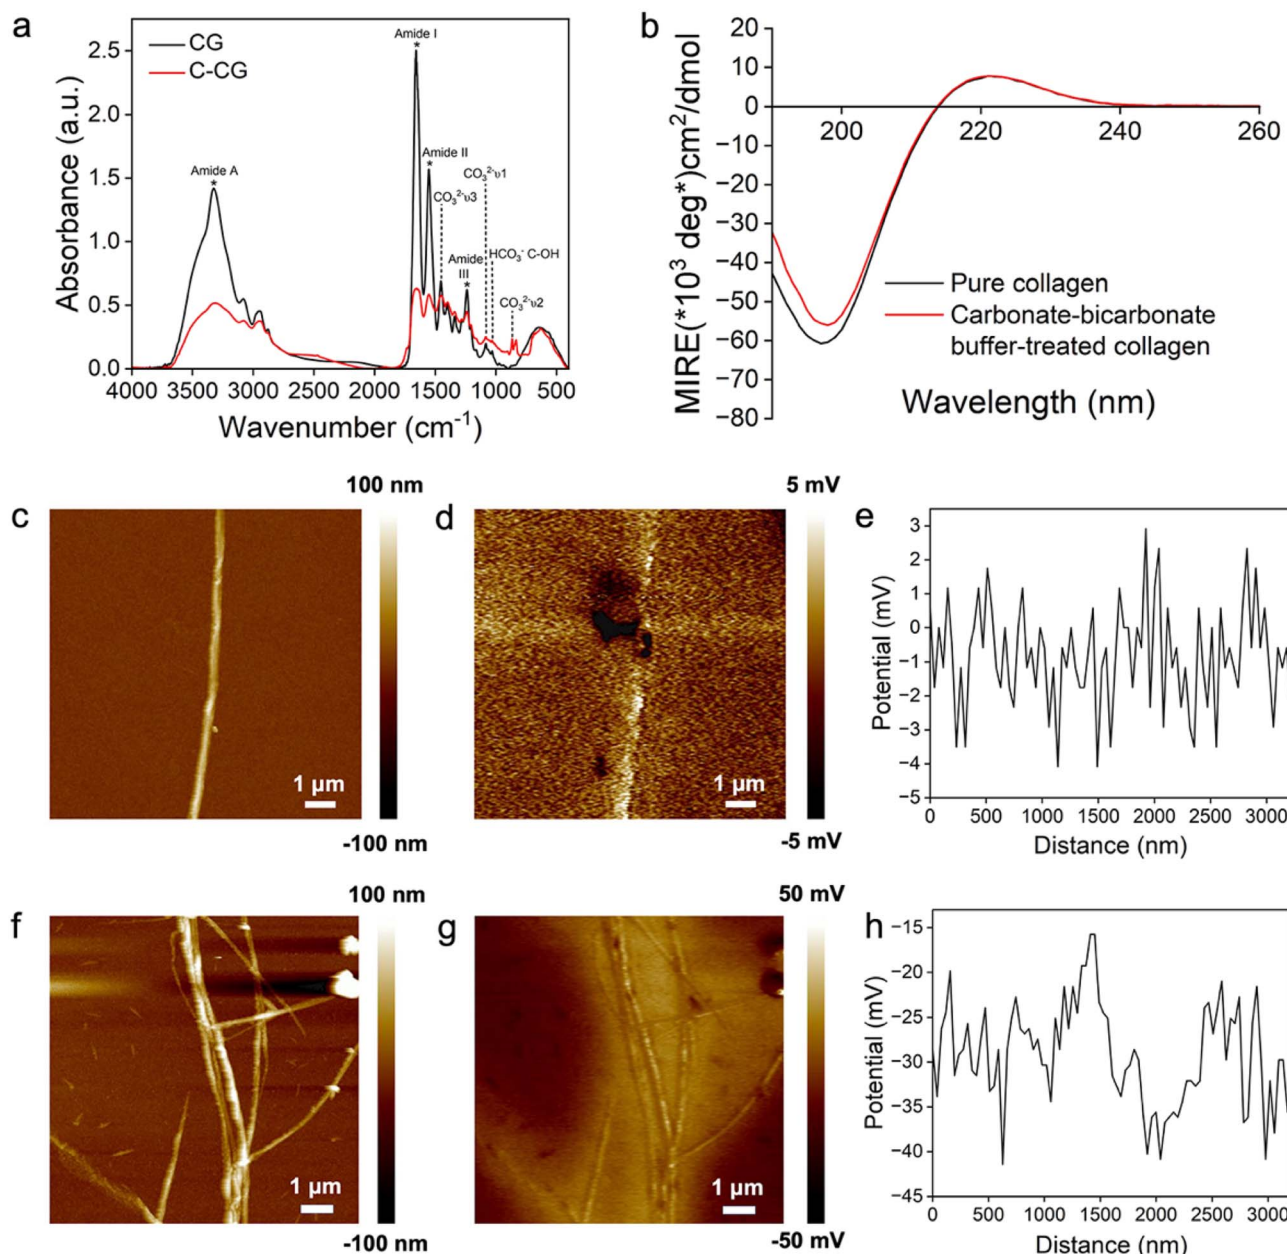 a
CG
C-CG
Amide A
*
Amide I
*
Amide II
*
CO₃²⁻υ3
CO₃²⁻υ1
Amide
III
*
HCO₃⁻ C-OH
CO₃²⁻υ2
Absorbance (a.u.)
2.5
2.0
1.5
1.0
0.5
0.0
4000 3500 3000 2500 2000 1500 1000 500
Wavenumber (cm⁻¹)
b
MIRE(*10³ deg*)cm²/dmol
20
10
0
−10
−20
−30
−40
−50
−60
−70
−80
200 220 240 260
Pure collagen
Carbonate-bicarbonate
buffer-treated collagen
Wavelength (nm)
c
100 nm
1 µm
-100 nm
d
5 mV
1 µm
-5 mV
e
Potential (mV)
3
2
1
0
−1
−2
−3
−4
−5
0 500 1000 1500 2000 2500 3000
Distance (nm)
f
100 nm
1 µm
-100 nm
g
50 mV
1 µm
-50 mV
h
Potential (mV)
−15
−20
−25
−30
−35
−40
−45
0 500 1000 1500 2000 2500 3000
Distance (nm)